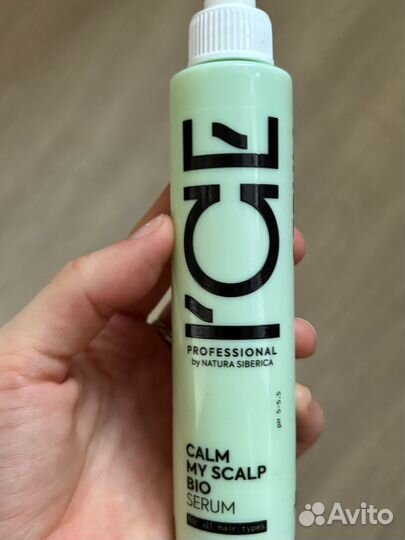 I'CE
PROFESSIONAL
by NATURA SIBERICA
pH 5-5.5
CALM
MY SCALP
BIO
SERUM
for all hair types
Avito